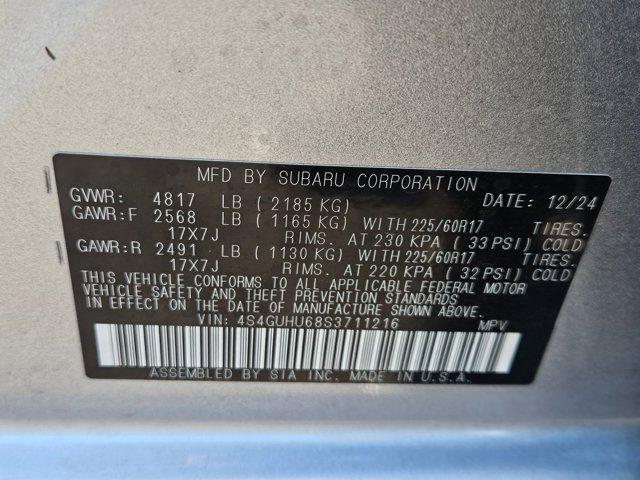 MFD BY SUBARU CORPORATION
GVWR: 4817 LB ( 2185 KG) DATE: 12/24
GAWR:F 2568 LB ( 1165 KG) WITH 225/60R17 TIRES.
17X7J RIMS. AT 230 KPA ( 33 PSI) COLD
GAWR:R 2491 LB ( 1130 KG) WITH 225/60R17 TIRES.
17X7J RIMS. AT 220 KPA ( 32 PSI) COLD
THIS VEHICLE CONFORMS TO ALL APPLICABLE FEDERAL MOTOR
VEHICLE SAFETY AND THEFT PREVENTION STANDARDS
IN EFFECT ON THE DATE OF MANUFACTURE SHOWN ABOVE.
VIN: 4S4GUHU68S3711216 MPV
ASSEMBLED BY SIA INC. MADE IN U.S.A.